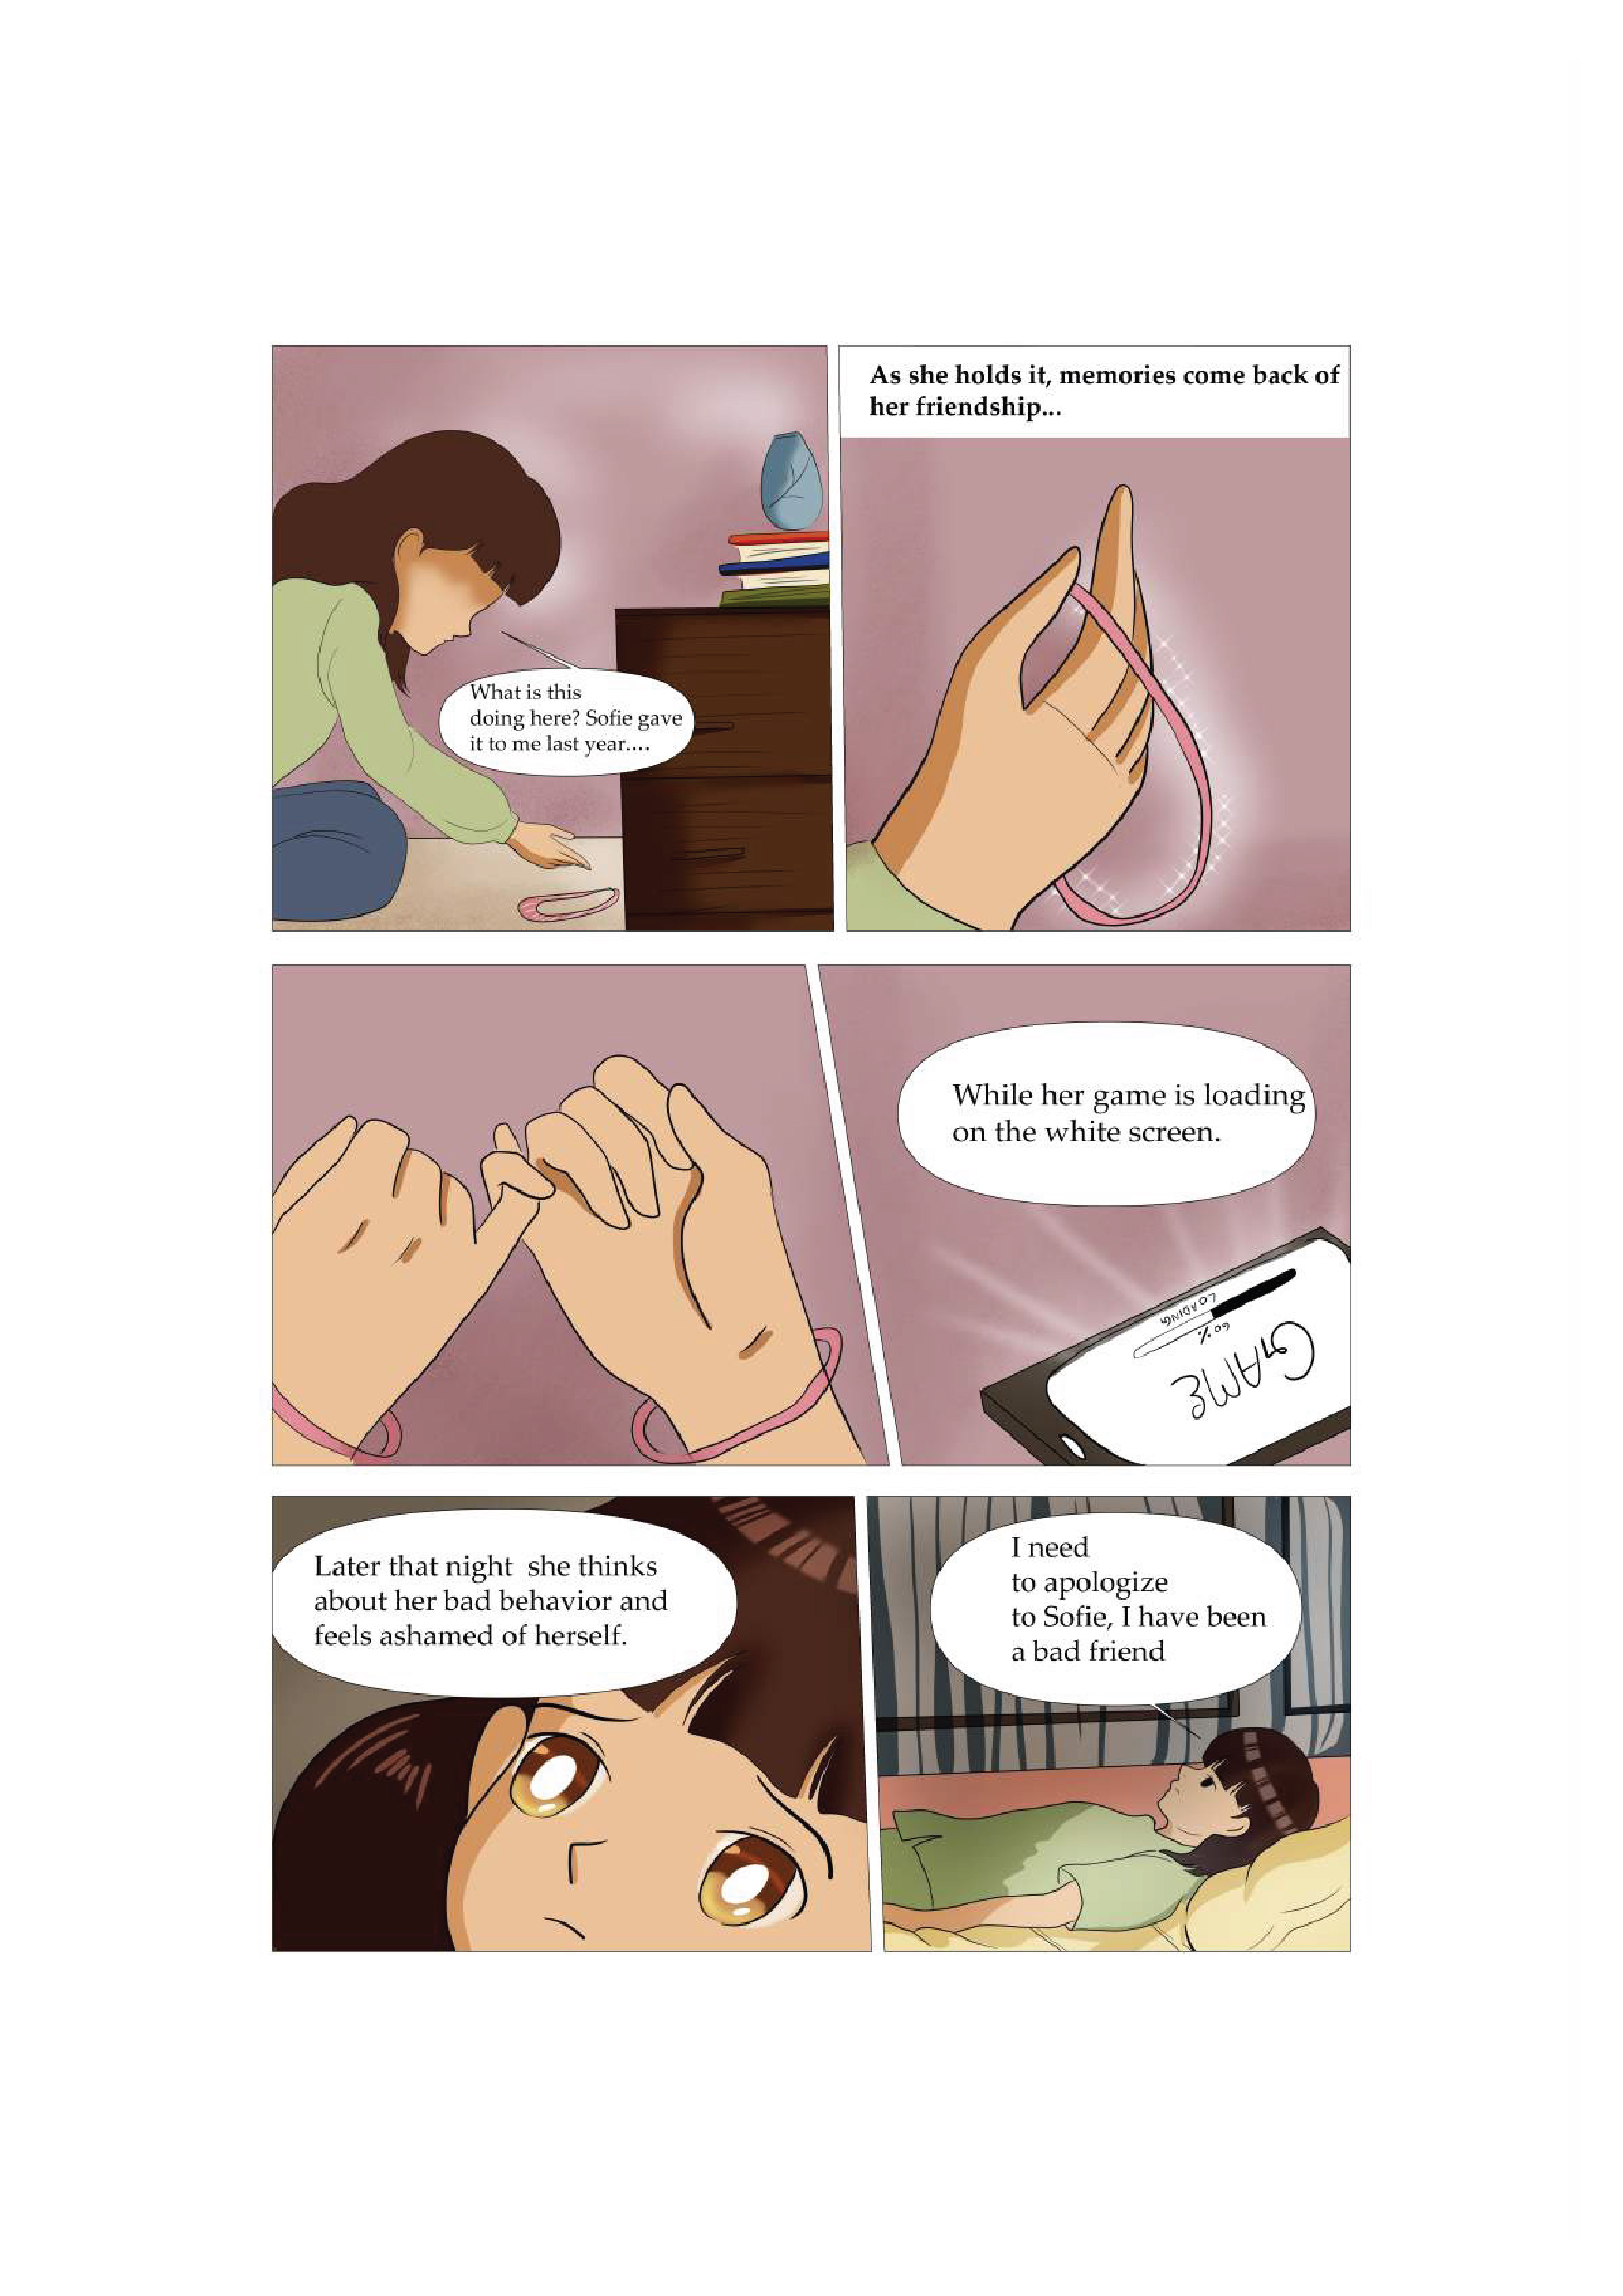 As she holds it, memories come back of
her friendship...
What is this
doing here? Sofie gave
it to me last year....
While her game is loading
on the white screen.
LOADING
60%
GAME
Later that night she thinks
about her bad behavior and
feels ashamed of herself.
I need
to apologize
to Sofie, I have been
a bad friend